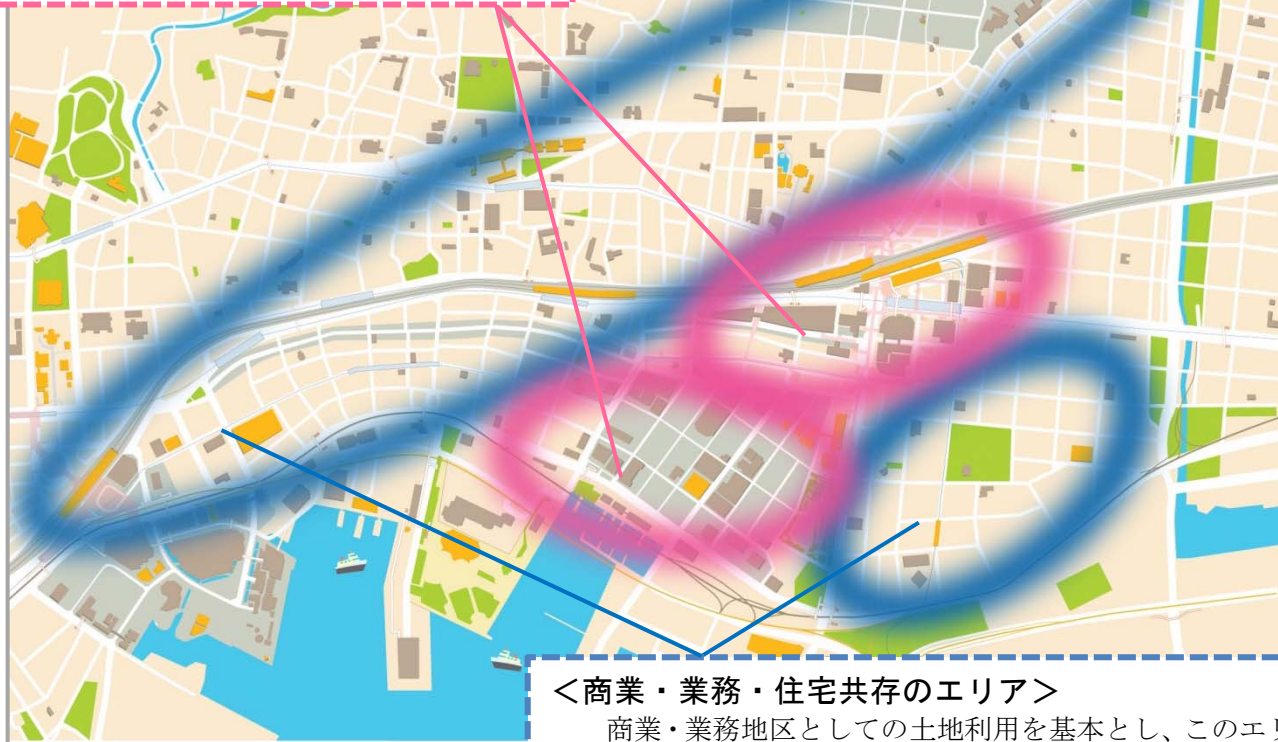 ＜商業・業務・住宅共存のエリア＞
商業・業務地区としての土地利用を基本とし、このエリ